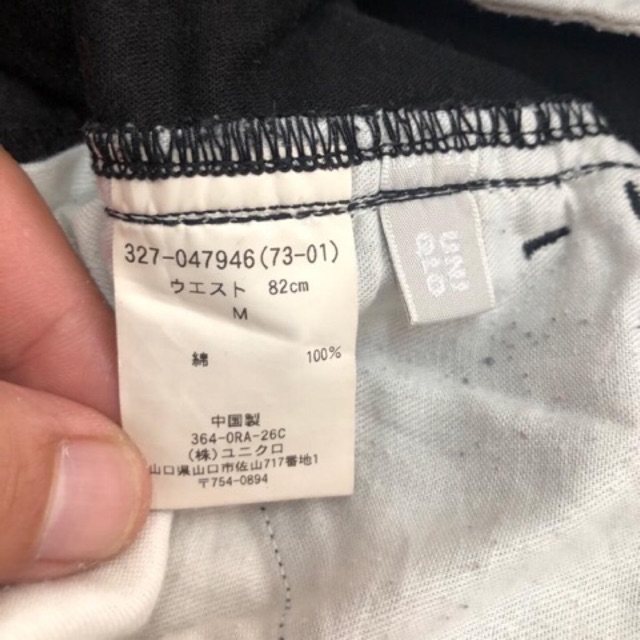 327-047946(73-01)
ウエスト 82cm
M
綿 100%
中国製
364-0RA-26C
(株)ユニクロ
山口県山口市佐山717番地1
〒754-0894
UNI
QLO